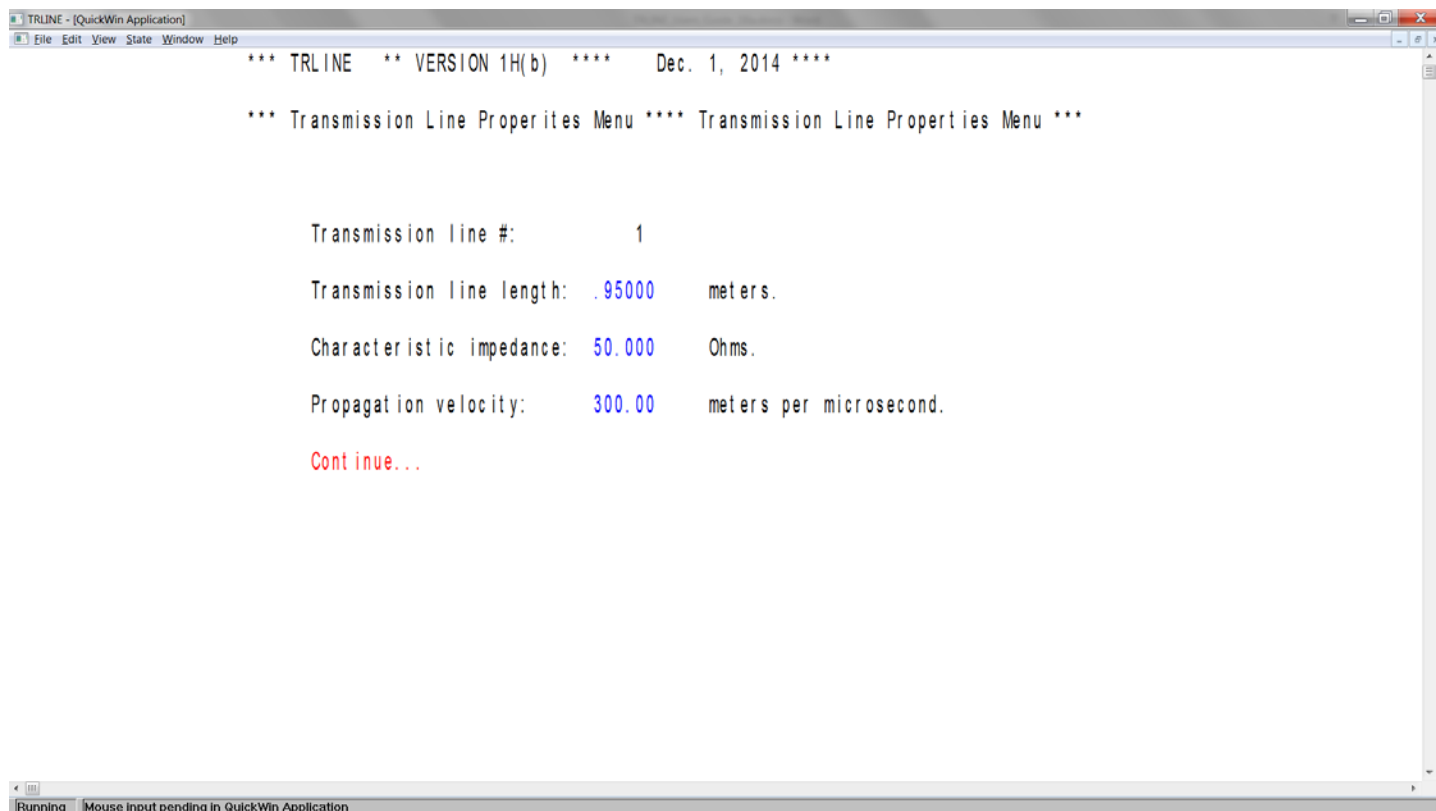 TRLINE - [QuickWin Application]
File Edit View State Window Help
*** TRLINE ** VERSION 1H(b) **** Dec. 1, 2014 ****
*** Transmission Line Properites Menu **** Transmission Line Properties Menu ***
Transmission line #: 1
Transmission line length: .95000 meters.
Characteristic impedance: 50.000 Ohms.
Propagation velocity: 300.00 meters per microsecond.
Continue...
Running Mouse input pending in QuickWin Application